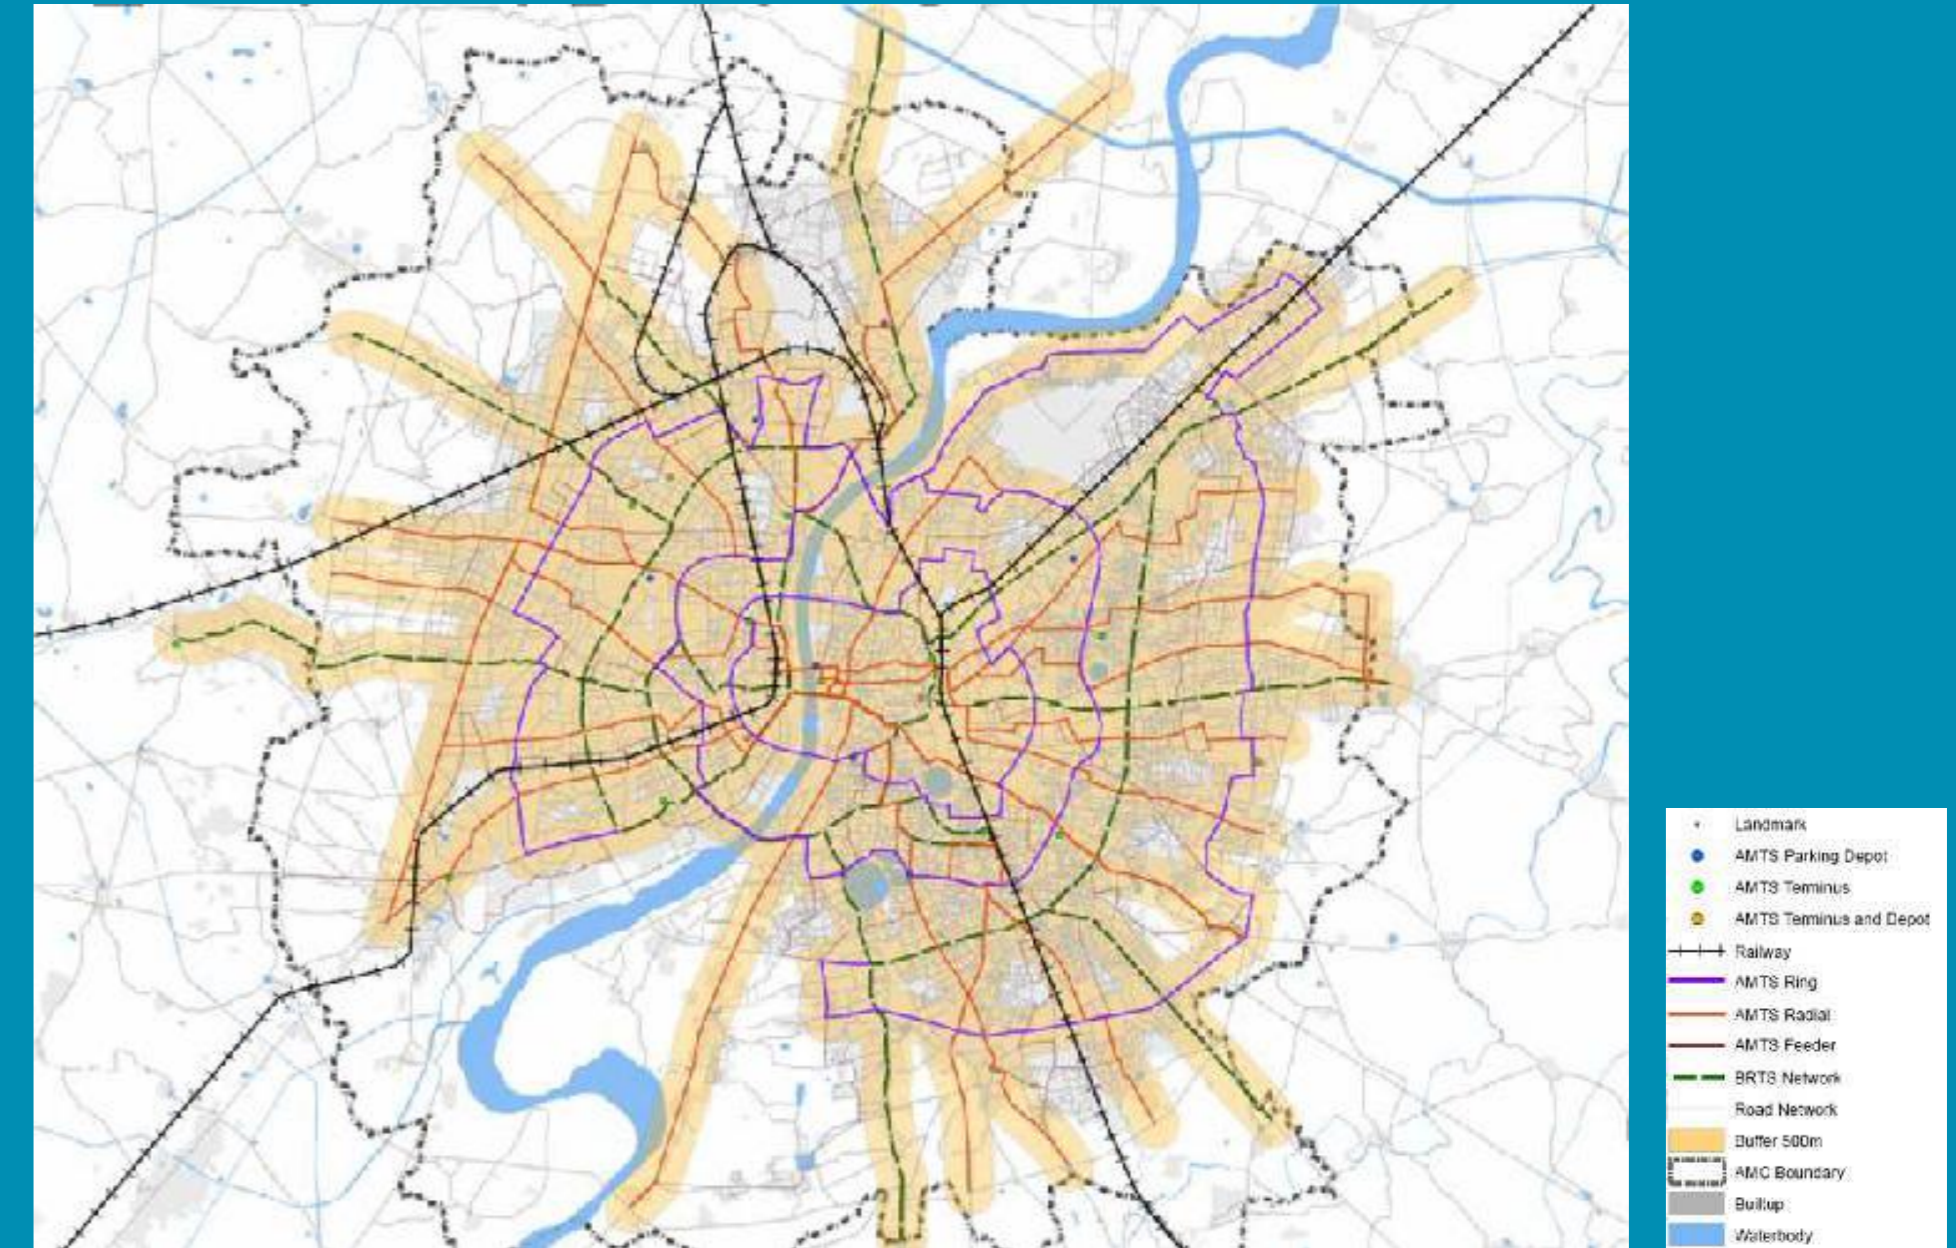 Landmark
AMTS Parking Depot
AMTS Terminus
AMTS Terminus and Depot
Railway
AMTS Ring
AMTS Radial
AMTS Feeder
BRTS Network
Road Network
Buffer 500m
AMC Boundary
Builtup
Waterbody